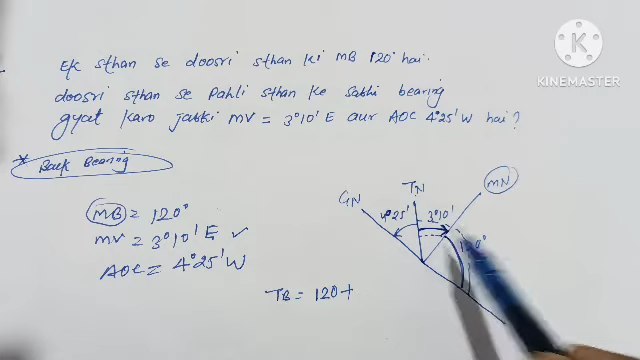 KINEMASTER
Ek sthan se doosri sthan ki MB 120° hai.
doosri sthan se Pahli sthan ke sabhi bearing
gyat karo jabki MV = 3°10' E aur AOC 4°25' W hai?
* Back Bearing
MB = 120°
MV = 3°10' E ✓
AOC = 4°25' W
TB = 120+
GN
TN
MN
4°25'
3°10'